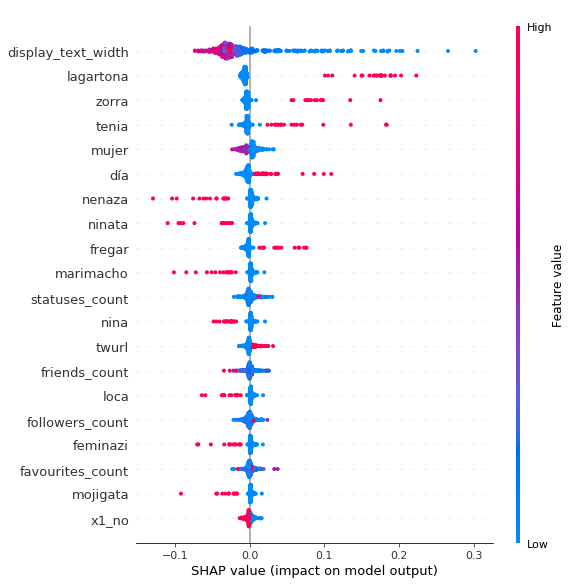 High
display_text_width
lagartona
zorra
tenia
mujer
día
nenaza
ninata
fregar
marimacho
statuses_count
nina
twurl
friends_count
loca
followers_count
feminazi
favourites_count
mojigata
x1_no
Feature value
Low
−0.1 0.0 0.1 0.2 0.3
SHAP value (impact on model output)